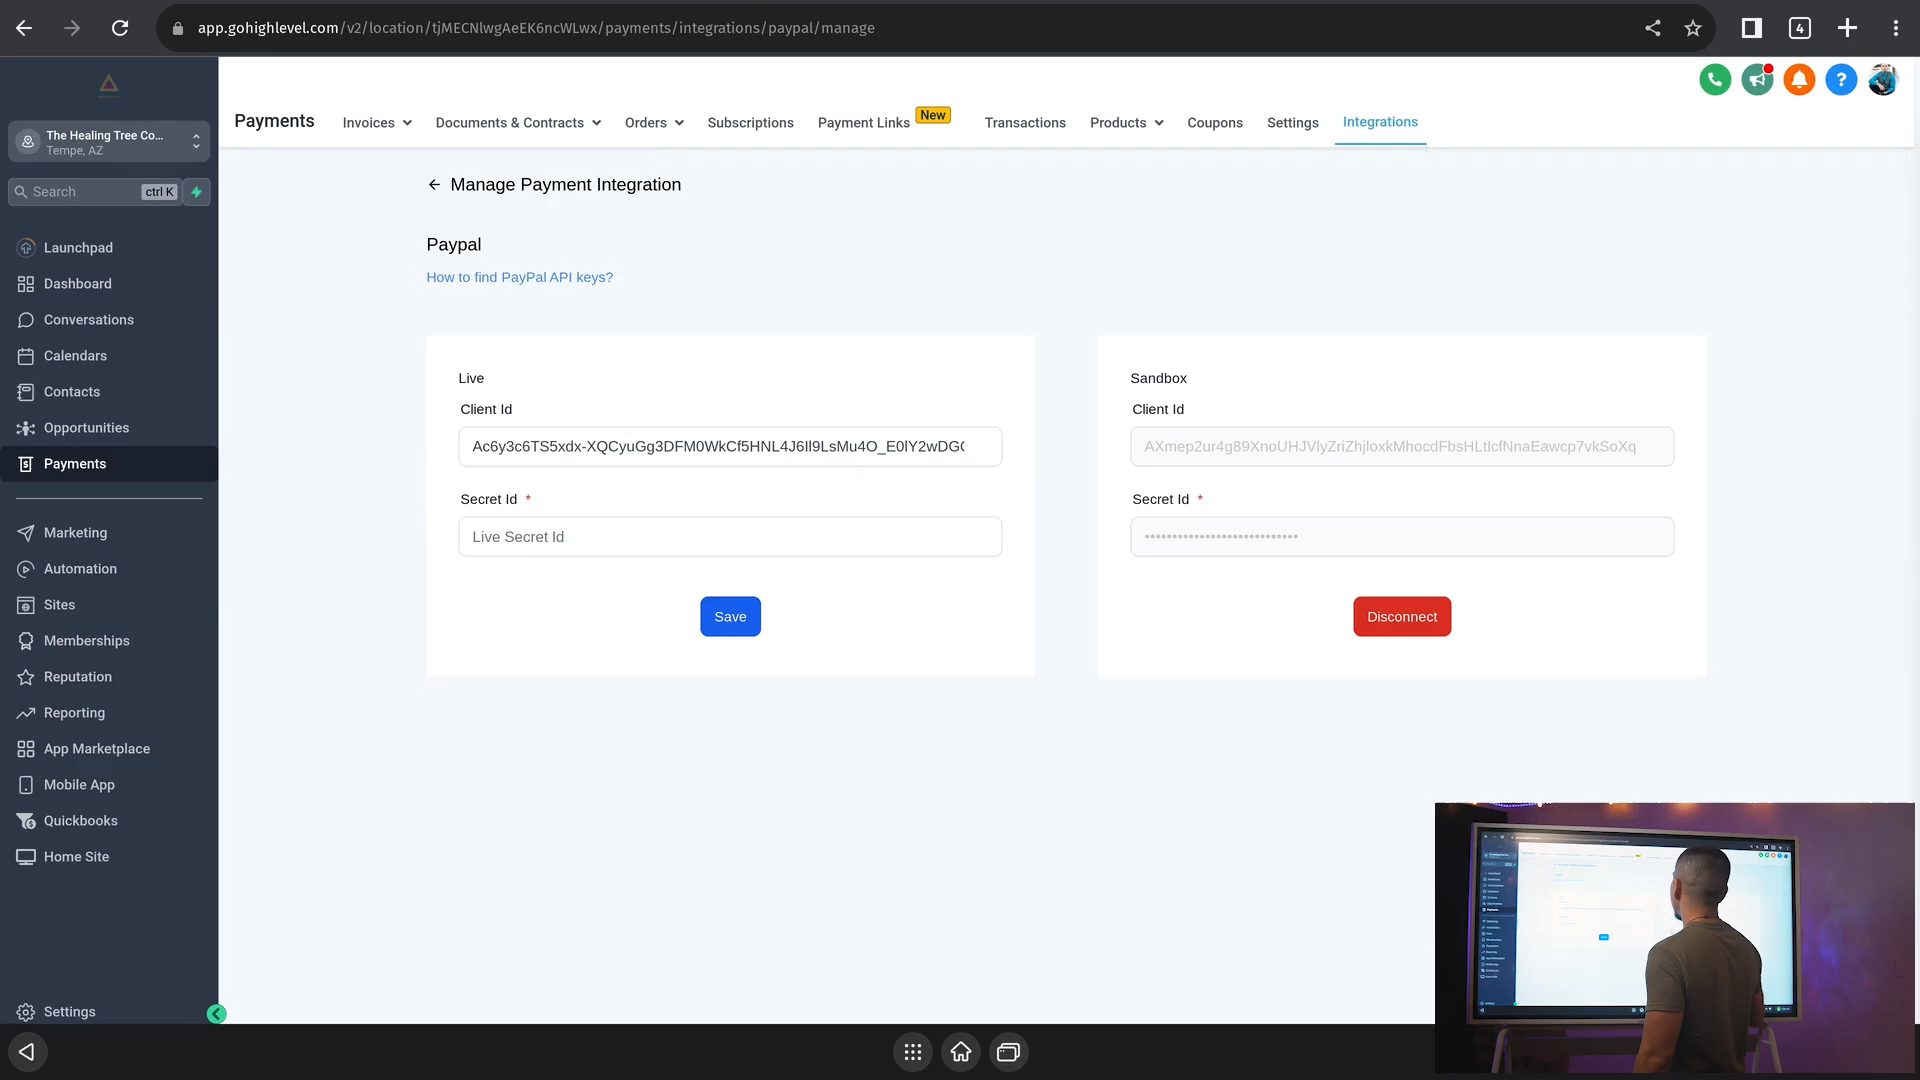 app.gohighlevel.com/v2/location/tjMECNlwgAeEK6ncWLwx/payments/integrations/paypal/manage
4
The Healing Tree Co...
Tempe, AZ
Search
ctrl K
Launchpad
Dashboard
Conversations
Calendars
Contacts
Opportunities
Payments
Marketing
Automation
Sites
Memberships
Reputation
Reporting
App Marketplace
Mobile App
Quickbooks
Home Site
Settings
Payments
Invoices
Documents & Contracts
Orders
Subscriptions
Payment Links
New
Transactions
Products
Coupons
Settings
Integrations
Manage Payment Integration
Paypal
How to find PayPal API keys?
Live
Client Id
Ac6y3c6TS5xdx-XQCyuGg3DFM0WkCf5HNL4J6Il9LsMu4O_E0lY2wDG
Secret Id *
Live Secret Id
Save
Sandbox
Client Id
AXmep2ur4g89XnoUHJVlyZriZhjloxkMhocdFbsHLtIcfNnaEawcp7vkSoXq
Secret Id *
••••••••••••••••••••••••••••
Disconnect